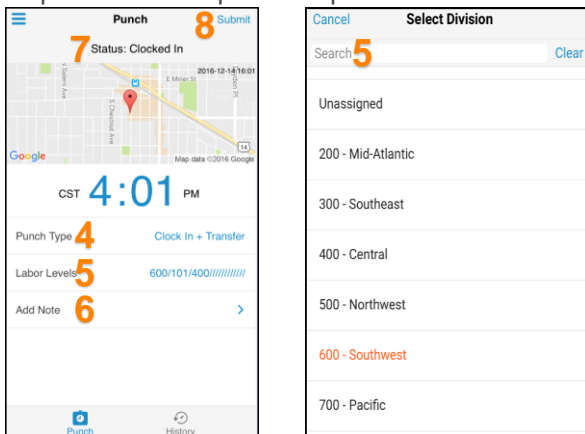 Punch
8
Submit
7
Status: Clocked In
2016-12-14 16:01
N Salem Ave
E Miner St
S Chestnut Ave
14
Google
Map data ©2016 Google
CST 4:01 PM
Punch Type 4 Clock In + Transfer
Labor Levels 5 600/101/400///////////
Add Note 6 >
Punch
History
Cancel
Select Division
Search 5
Clear
Unassigned
200 - Mid-Atlantic
300 - Southeast
400 - Central
500 - Northwest
600 - Southwest
700 - Pacific